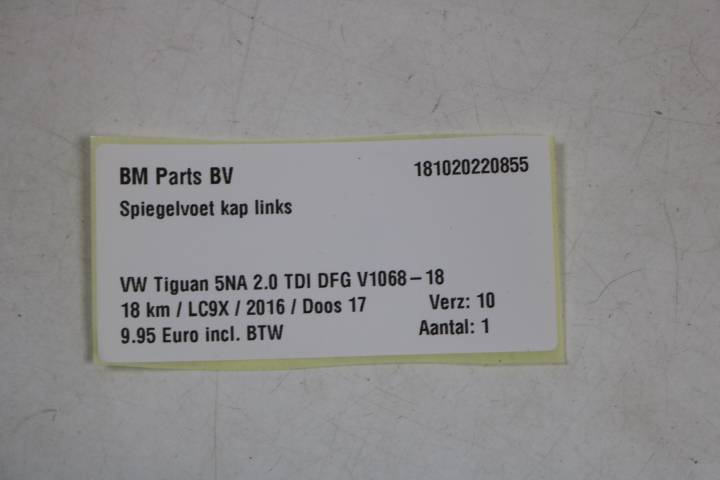 BM Parts BV 181020220855
Spiegelvoet kap links
VW Tiguan 5NA 2.0 TDI DFG V1068-18
18 km / LC9X / 2016 / Doos 17 Verz: 10
9.95 Euro incl. BTW Aantal: 1